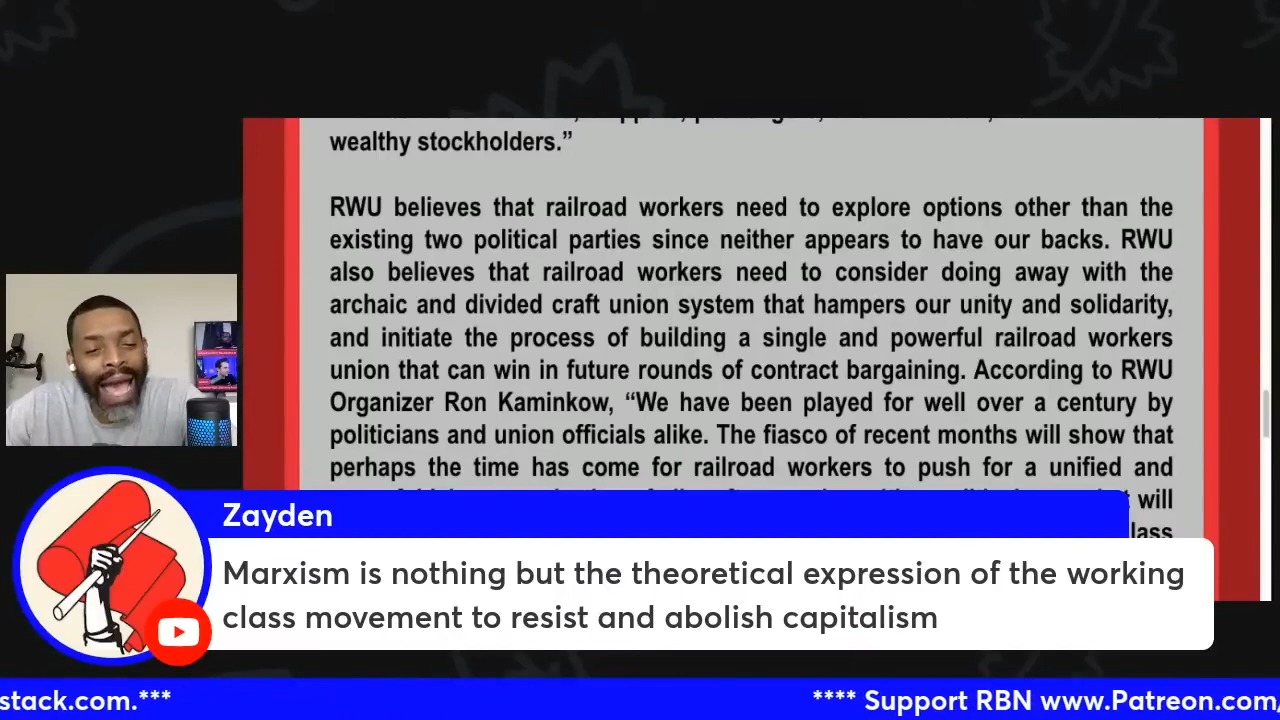 wealthy stockholders.”
RWU believes that railroad workers need to explore options other than the
existing two political parties since neither appears to have our backs. RWU
also believes that railroad workers need to consider doing away with the
archaic and divided craft union system that hampers our unity and solidarity,
and initiate the process of building a single and powerful railroad workers
union that can win in future rounds of contract bargaining. According to RWU
Organizer Ron Kaminkow, “We have been played for well over a century by
politicians and union officials alike. The fiasco of recent months will show that
perhaps the time has come for railroad workers to push for a unified and
will
lass
Zayden
Marxism is nothing but the theoretical expression of the working
class movement to resist and abolish capitalism
stack.com.*** **** Support RBN www.Patreon.com/